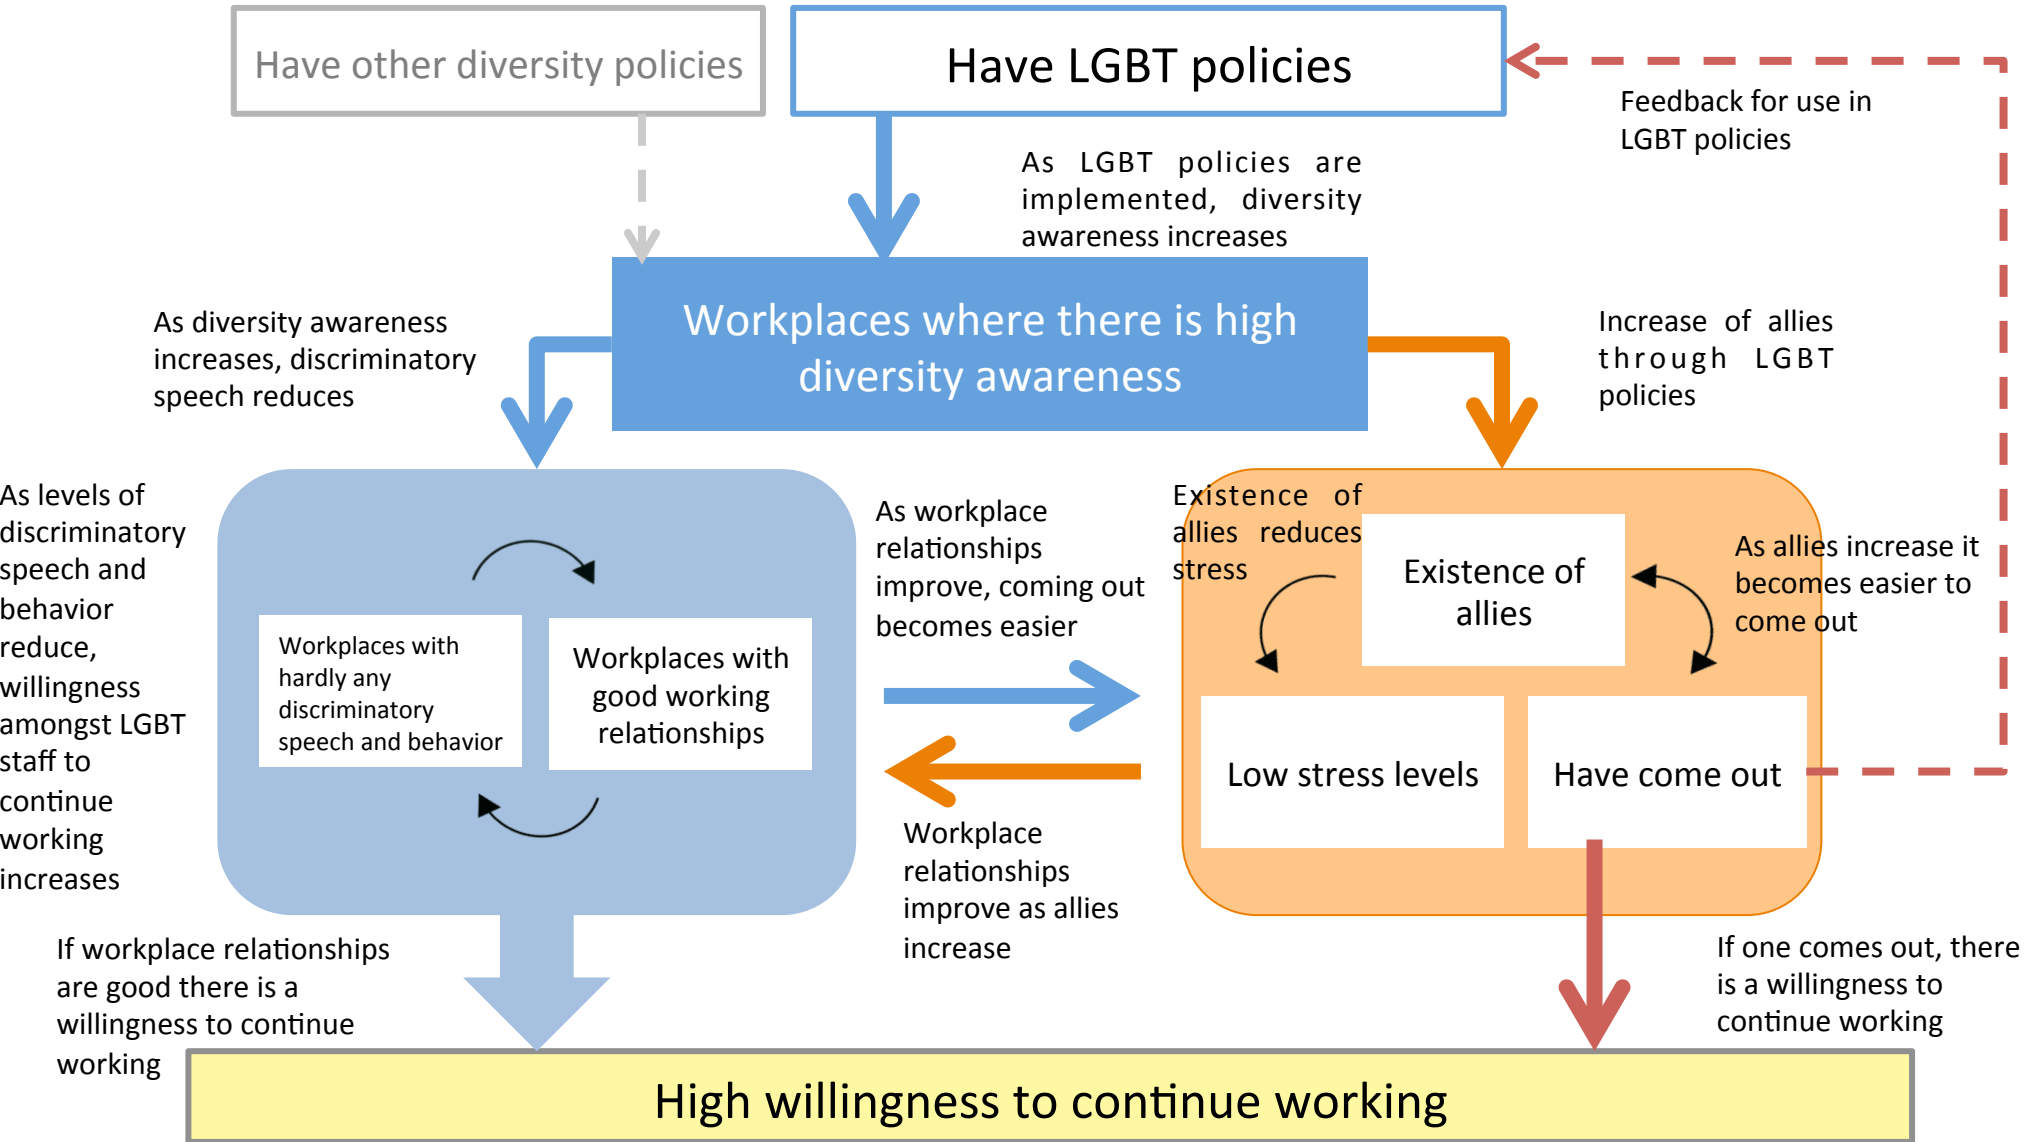 Have other diversity policies
Have LGBT policies
Feedback for use in
LGBT policies
As LGBT policies are
implemented, diversity
awareness increases
Workplaces where there is high
diversity awareness
As diversity awareness
increases, discriminatory
speech reduces
Increase of allies
through LGBT
policies
As levels of
discriminatory
speech and
behavior
reduce,
willingness
amongst LGBT
staff to
continue
working
increases
Workplaces with
hardly any
discriminatory
speech and behavior
Workplaces with
good working
relationships
As workplace
relationships
improve, coming out
becomes easier
Workplace
relationships
improve as allies
increase
Existence of
allies reduces
stress
Existence of
allies
As allies increase it
becomes easier to
come out
Low stress levels
Have come out
If workplace relationships
are good there is a
willingness to continue
working
If one comes out, there
is a willingness to
continue working
High willingness to continue working